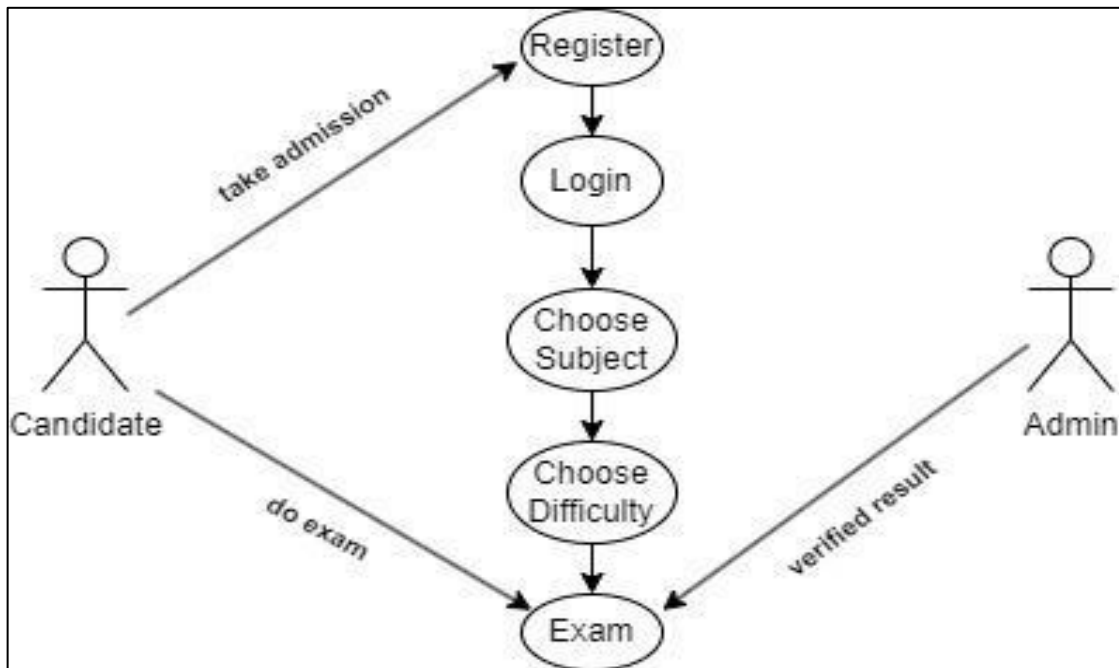 Register
take admission
Login
Choose
Subject
Candidate
Admin
Choose
Difficulty
do exam
verified result
Exam